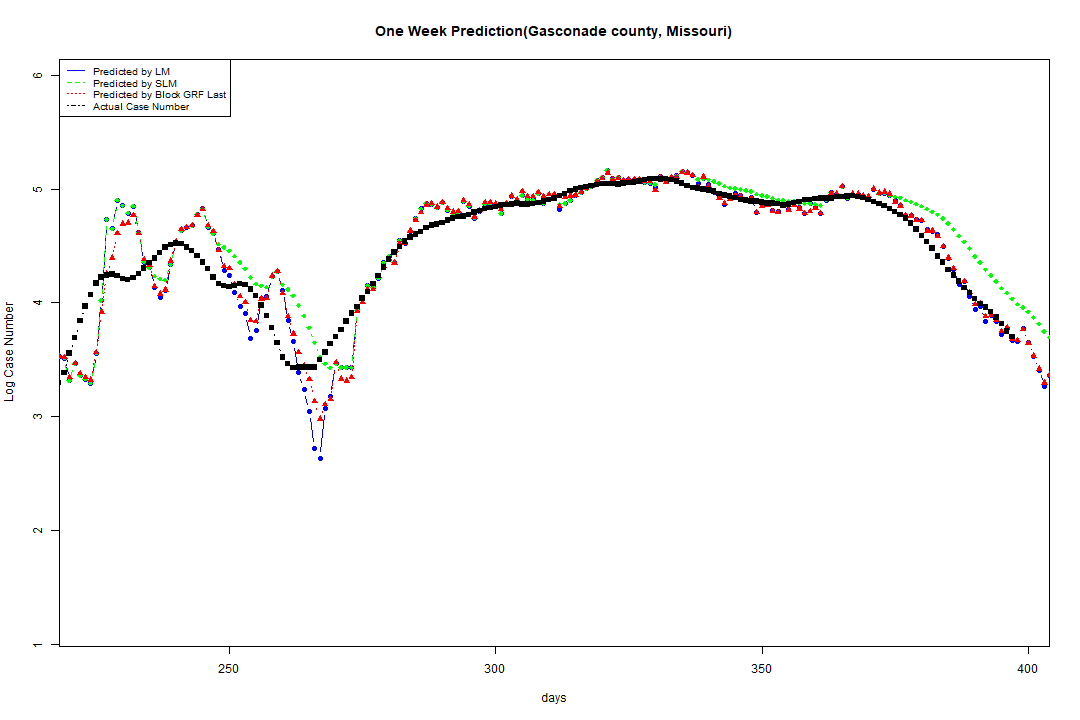 One Week Prediction(Gasconade county, Missouri)
Predicted by LM
Predicted by SLM
Predicted by Block GRF Last
Actual Case Number
6
5
4
3
2
1
Log Case Number
250 300 350 400
days